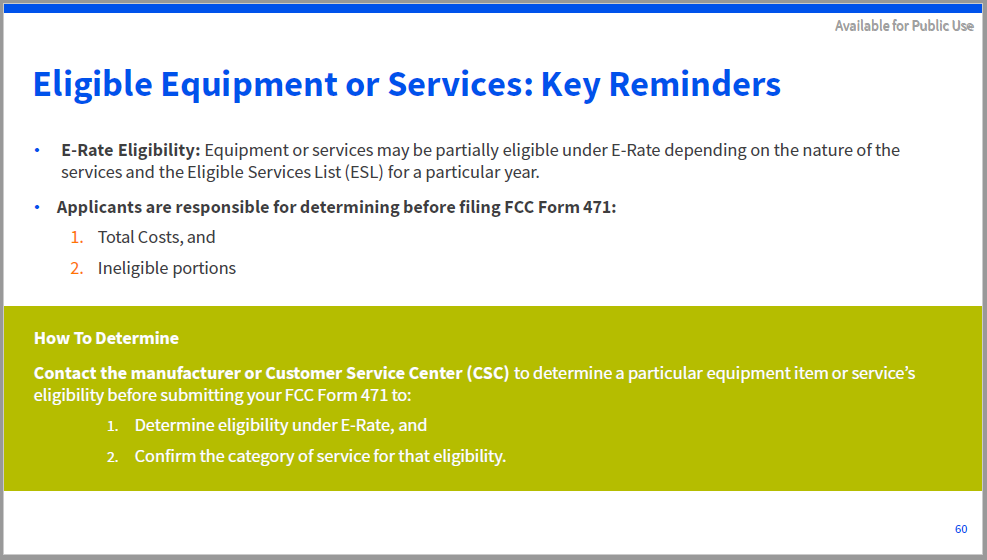 Available for Public Use
Eligible Equipment or Services: Key Reminders
• E-Rate Eligibility: Equipment or services may be partially eligible under E-Rate depending on the nature of the
services and the Eligible Services List (ESL) for a particular year.
• Applicants are responsible for determining before filing FCC Form 471:
1. Total Costs, and
2. Ineligible portions
How To Determine
Contact the manufacturer or Customer Service Center (CSC) to determine a particular equipment item or service’s
eligibility before submitting your FCC Form 471 to:
1. Determine eligibility under E-Rate, and
2. Confirm the category of service for that eligibility.
60